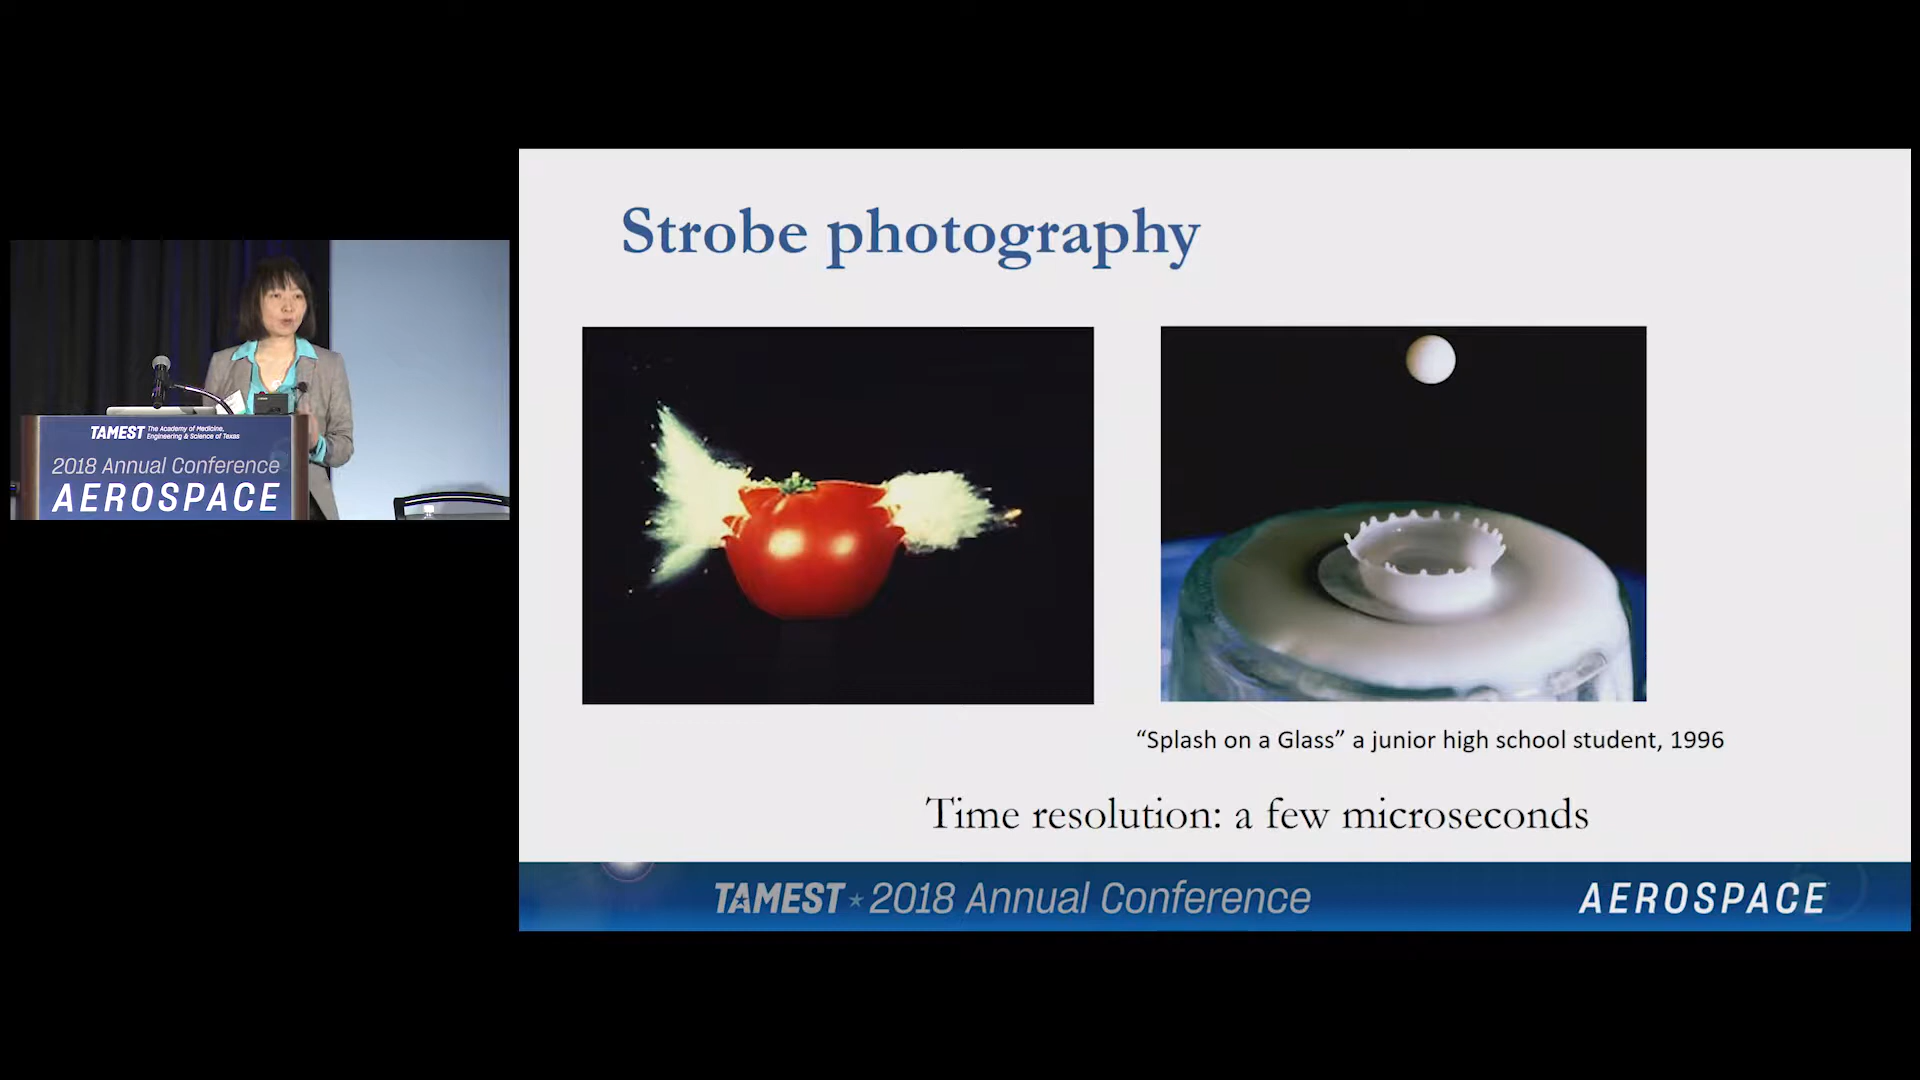 TAMEST The Academy of Medicine,
Engineering & Science of Texas
2018 Annual Conference
AEROSPACE
Strobe photography
“Splash on a Glass” a junior high school student, 1996
Time resolution: a few microseconds
TAMEST ★ 2018 Annual Conference
AEROSPACE